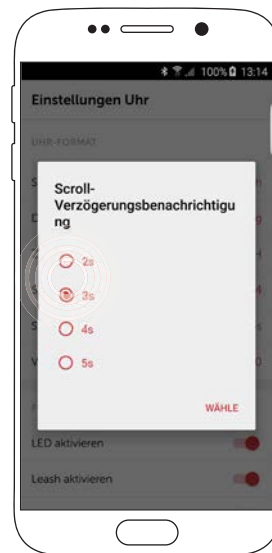 100% 13:14
Einstellungen Uhr
UHR-FORMAT
Scroll-
Verzögerungsbenachrichtigu
ng
2s
3s
4s
5s
WÄHLE
LED aktivieren
Leash aktivieren